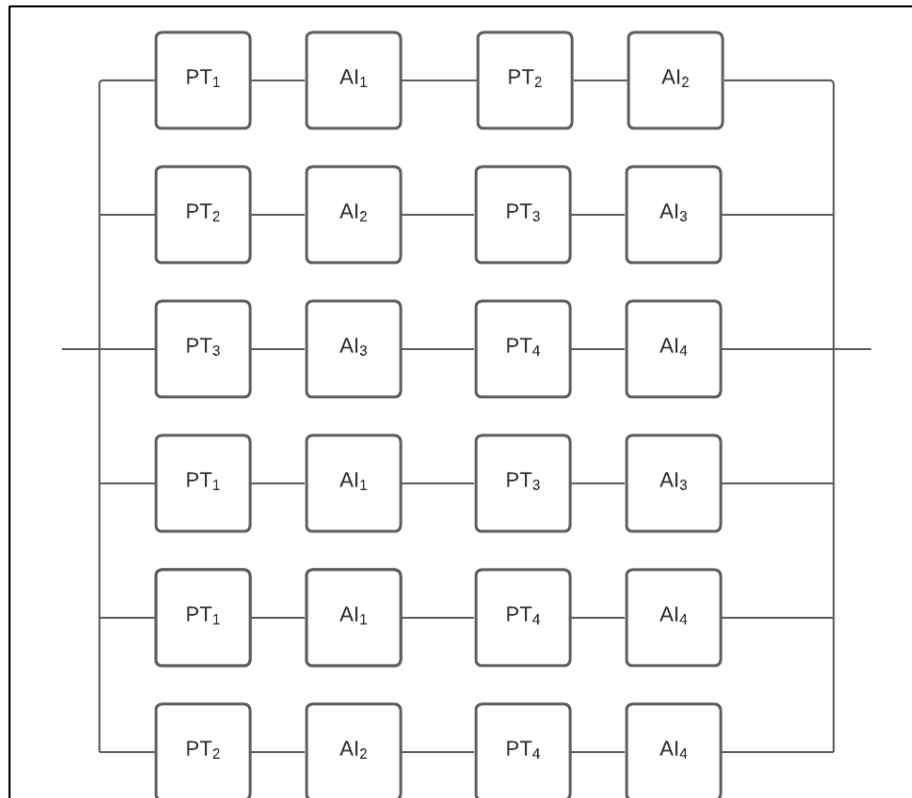 PT₁ AI₁ PT₂ AI₂
PT₂ AI₂ PT₃ AI₃
PT₃ AI₃ PT₄ AI₄
PT₁ AI₁ PT₃ AI₃
PT₁ AI₁ PT₄ AI₄
PT₂ AI₂ PT₄ AI₄